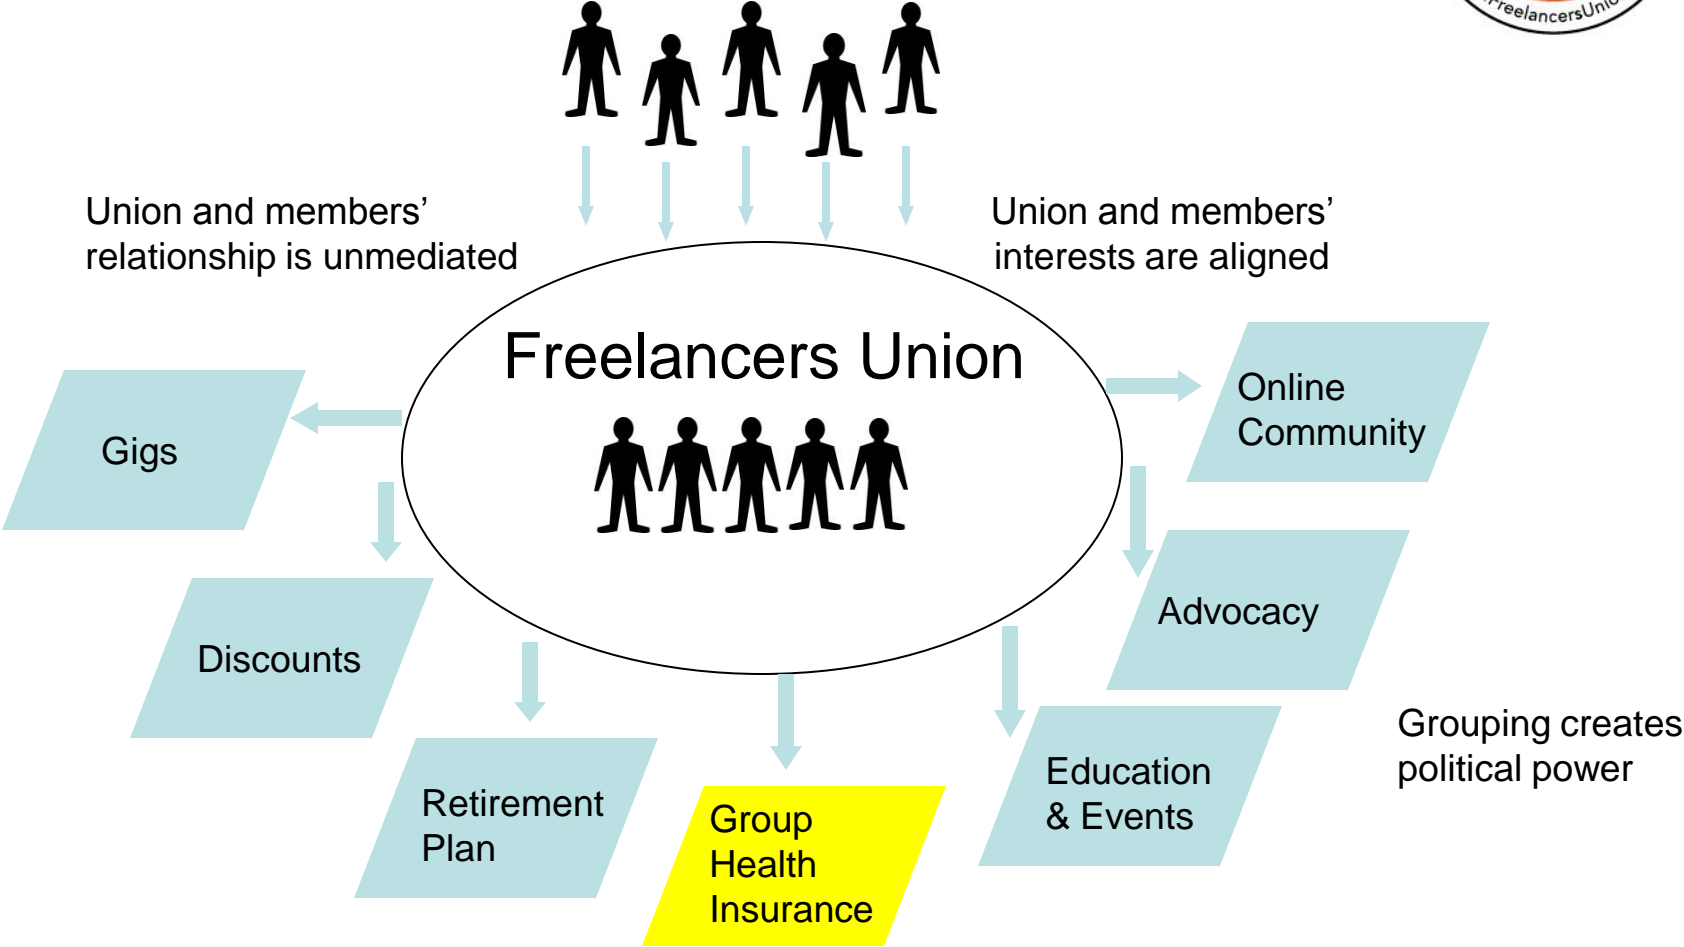 FreelancersUnio
Union and members’
relationship is unmediated
Union and members’
interests are aligned
Freelancers Union
Gigs
Online
Community
Discounts
Advocacy
Retirement
Plan
Group
Health
Insurance
Education
& Events
Grouping creates
political power